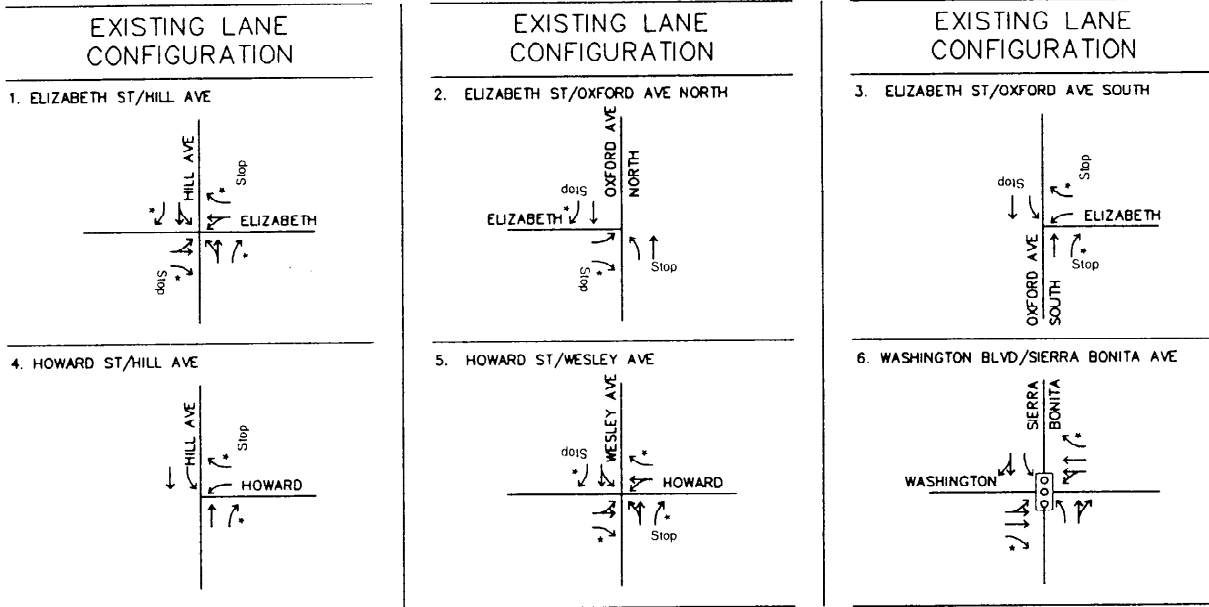 EXISTING LANE
CONFIGURATION
1. ELIZABETH ST/HILL AVE
HILL AVE
Stop
*
*
ELIZABETH
*
*
Stop
4. HOWARD ST/HILL AVE
HILL AVE
Stop
*
HOWARD
*
EXISTING LANE
CONFIGURATION
2. ELIZABETH ST/OXFORD AVE NORTH
OXFORD AVE
NORTH
Stop
*
ELIZABETH
*
Stop
Stop
5. HOWARD ST/WESLEY AVE
WESLEY AVE
Stop
*
*
HOWARD
*
*
Stop
EXISTING LANE
CONFIGURATION
3. ELIZABETH ST/OXFORD AVE SOUTH
Stop
Stop
*
ELIZABETH
*
Stop
OXFORD AVE
SOUTH
6. WASHINGTON BLVD/SIERRA BONITA AVE
SIERRA
BONITA
*
WASHINGTON
*